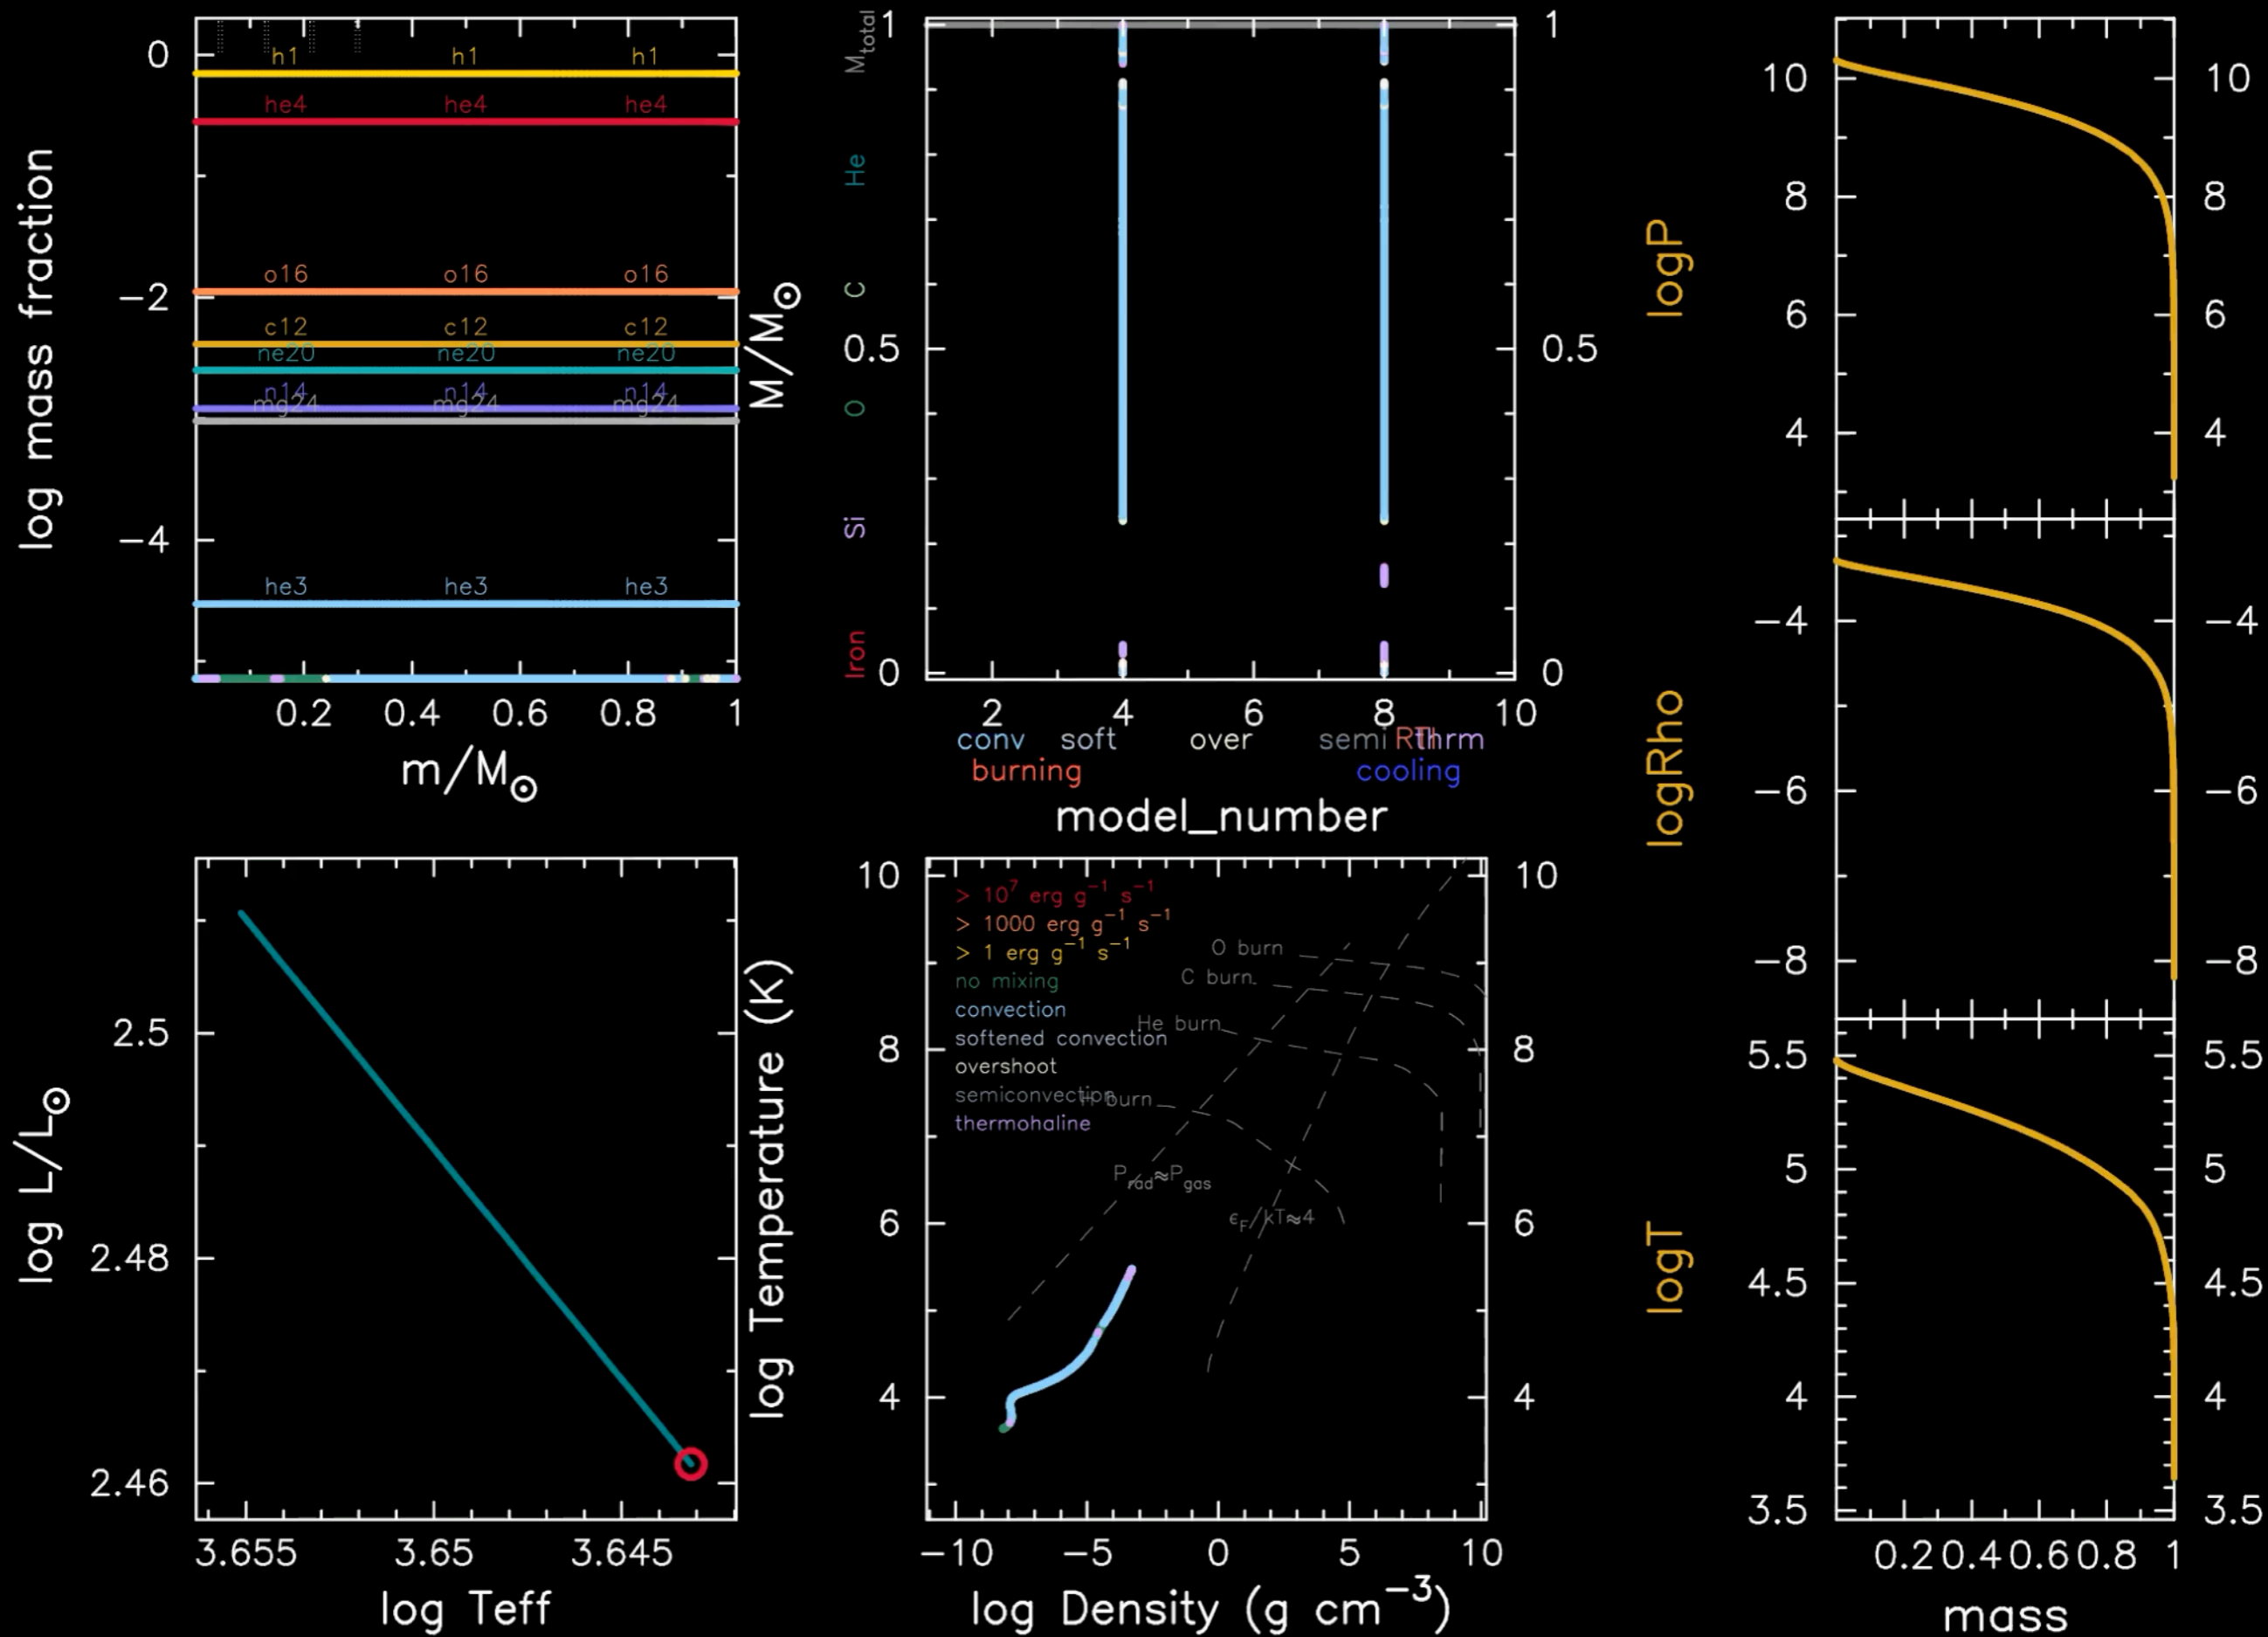 log mass fraction
0
−2
−4
h1 h1 h1
he4 he4 he4
o16 o16 o16
c12 c12 c12
ne20 ne20 ne20
n14 n14 n14
mg24 mg24 mg24
he3 he3 he3
0.2 0.4 0.6 0.8 1
m/M⊙
M/M⊙
Mtotal
He
C
O
Si
Iron
1
0.5
0
1
0.5
0
2 4 6 8 10
conv soft over semi RTI thrm
burning cooling
model_number
logP
10
8
6
4
10
8
6
4
logRho
−4
−6
−8
−4
−6
−8
logT
5.5
5
4.5
4
3.5
5.5
5
4.5
4
3.5
0.2 0.4 0.6 0.8 1
mass
log L/L⊙
2.5
2.48
2.46
3.655 3.65 3.645
log Teff
log Temperature (K)
10
8
6
4
10
8
6
4
> 10⁷ erg g⁻¹ s⁻¹
> 1000 erg g⁻¹ s⁻¹
> 1 erg g⁻¹ s⁻¹
no mixing
convection
softened convection
overshoot
semiconvection
thermohaline
O burn
C burn
He burn
H burn
Prad≈Pgas
ϵF/kT≈4
−10 −5 0 5 10
log Density (g cm⁻³)